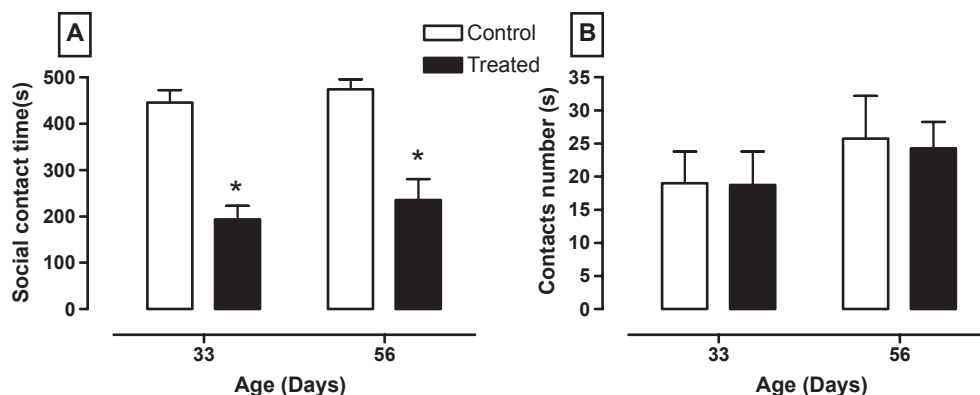 A
Control
Treated
B
Social contact time(s)
500
400
300
200
100
0
*
*
33
56
Age (Days)
Contacts number (s)
35
30
25
20
15
10
5
0
33
56
Age (Days)